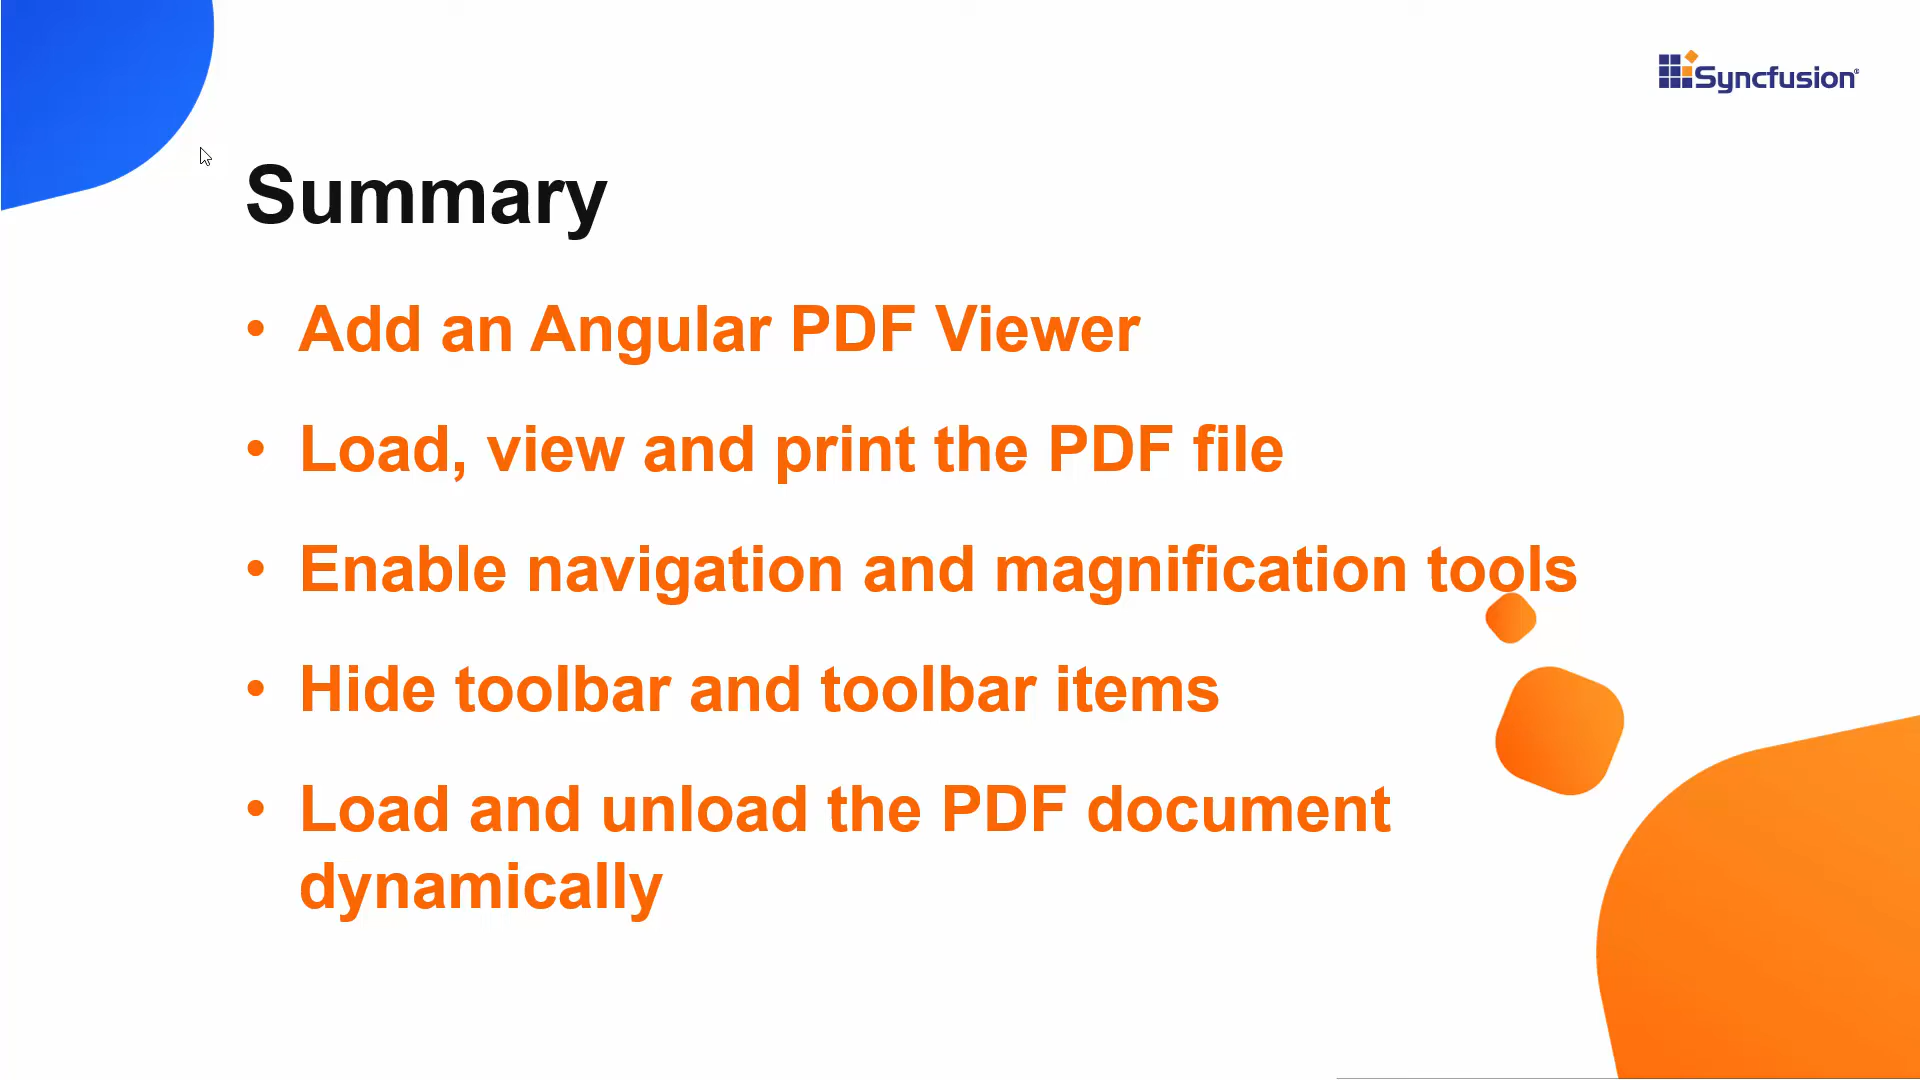 Syncfusion®
Summary
• Add an Angular PDF Viewer
• Load, view and print the PDF file
• Enable navigation and magnification tools
• Hide toolbar and toolbar items
• Load and unload the PDF document
dynamically